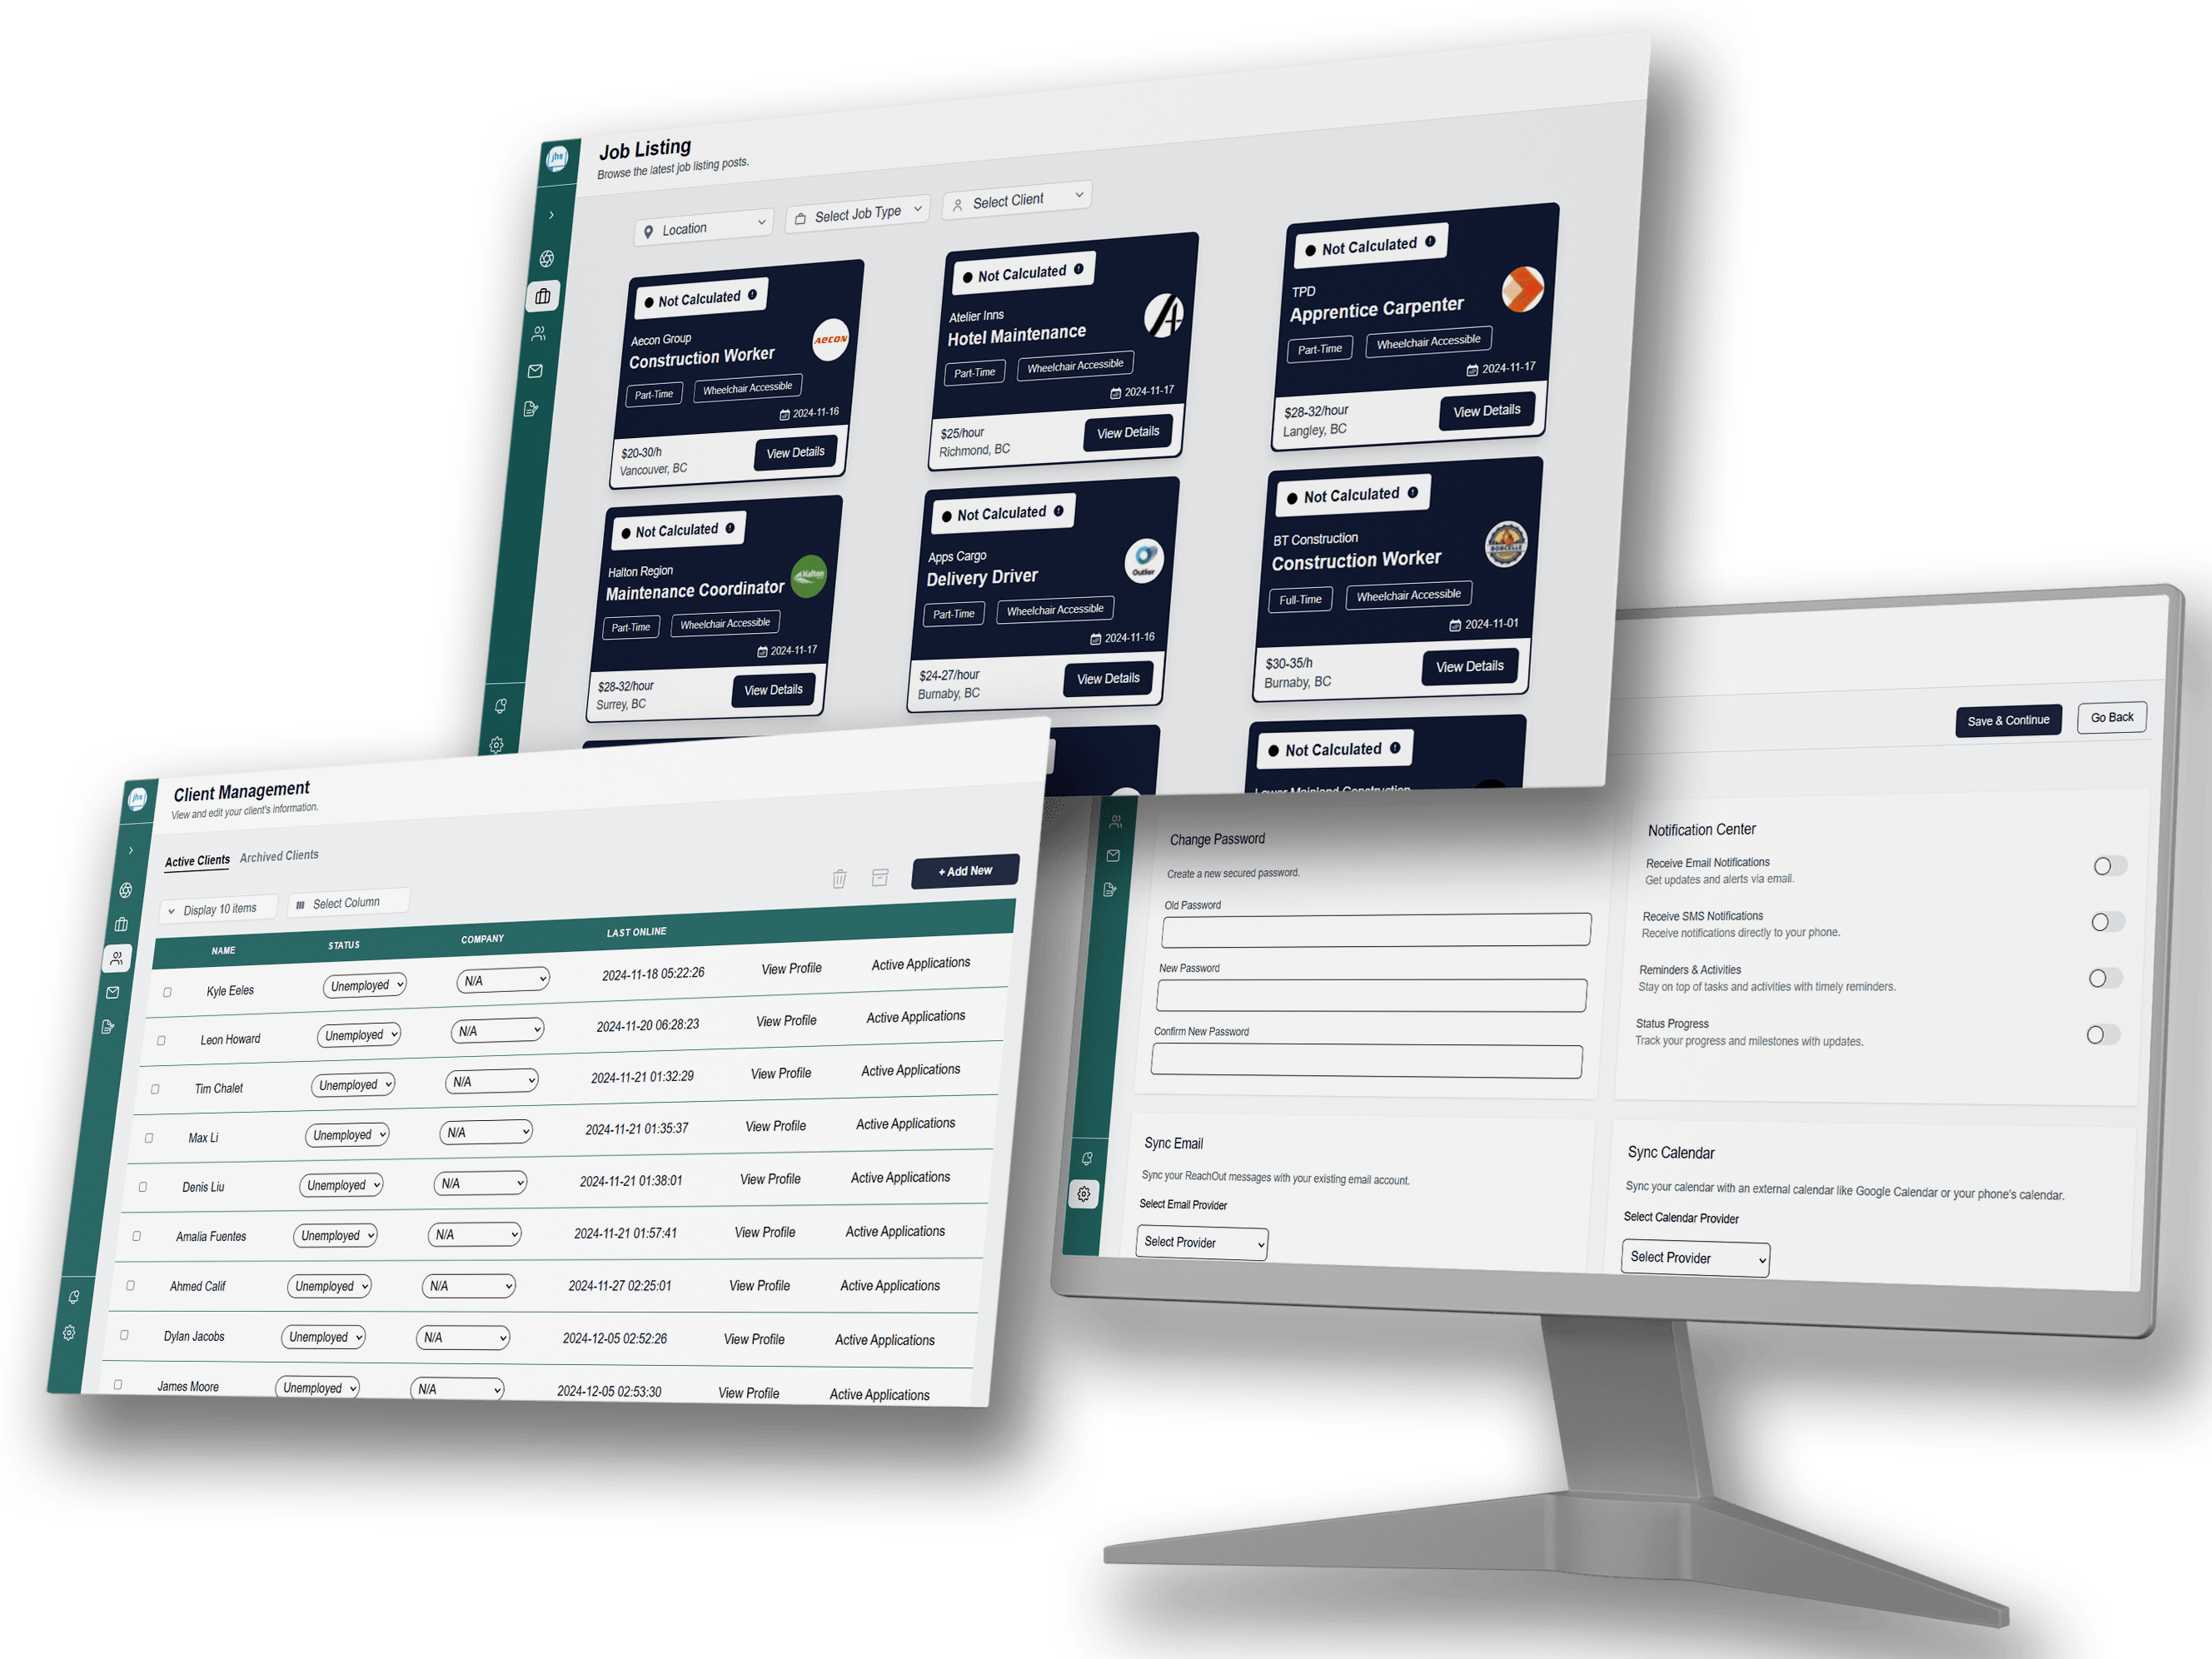 jhs
Job Listing
Browse the latest job listing posts.
Location
Select Job Type
Select Client
Not Calculated
Aecon Group
Construction Worker
AECON
Part-Time
Wheelchair Accessible
2024-11-16
$20-30/h
Vancouver, BC
View Details
Not Calculated
Atelier Inns
Hotel Maintenance
A
Part-Time
Wheelchair Accessible
2024-11-17
$25/hour
Richmond, BC
View Details
Not Calculated
TPD
Apprentice Carpenter
Part-Time
Wheelchair Accessible
2024-11-17
$28-32/hour
Langley, BC
View Details
Not Calculated
Halton Region
Maintenance Coordinator
Halton
Part-Time
Wheelchair Accessible
2024-11-17
$28-32/hour
Surrey, BC
View Details
Not Calculated
Apps Cargo
Delivery Driver
Outlier
Part-Time
Wheelchair Accessible
2024-11-16
$24-27/hour
Burnaby, BC
View Details
Not Calculated
BT Construction
Construction Worker
Full-Time
Wheelchair Accessible
2024-11-01
$30-35/h
Burnaby, BC
View Details
Not Calculated
Lower Mainland Construction
jhs
Client Management
View and edit your client's information.
Active Clients Archived Clients
+ Add New
Display 10 items
Select Column
NAME STATUS COMPANY LAST ONLINE
Kyle Eeles Unemployed N/A 2024-11-18 05:22:26 View Profile Active Applications
Leon Howard Unemployed N/A 2024-11-20 06:28:23 View Profile Active Applications
Tim Chalet Unemployed N/A 2024-11-21 01:32:29 View Profile Active Applications
Max Li Unemployed N/A 2024-11-21 01:35:37 View Profile Active Applications
Denis Liu Unemployed N/A 2024-11-21 01:38:01 View Profile Active Applications
Amalia Fuentes Unemployed N/A 2024-11-21 01:57:41 View Profile Active Applications
Ahmed Calif Unemployed N/A 2024-11-27 02:25:01 View Profile Active Applications
Dylan Jacobs Unemployed N/A 2024-12-05 02:52:26 View Profile Active Applications
James Moore Unemployed N/A 2024-12-05 02:53:30 View Profile Active Applications
Save & Continue
Go Back
Change Password
Create a new secured password.
Old Password
New Password
Confirm New Password
Notification Center
Receive Email Notifications
Get updates and alerts via email.
Receive SMS Notifications
Receive notifications directly to your phone.
Reminders & Activities
Stay on top of tasks and activities with timely reminders.
Status Progress
Track your progress and milestones with updates.
Sync Email
Sync your ReachOut messages with your existing email account.
Select Email Provider
Select Provider
Sync Calendar
Sync your calendar with an external calendar like Google Calendar or your phone's calendar.
Select Calendar Provider
Select Provider